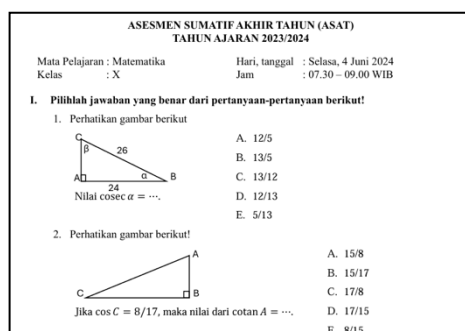 ASESMEN SUMATIF AKHIR TAHUN (ASAT)
TAHUN AJARAN 2023/2024
Mata Pelajaran : Matematika Hari, tanggal : Selasa, 4 Juni 2024
Kelas : X Jam : 07.30 – 09.00 WIB
I. Pilihlah jawaban yang benar dari pertanyaan-pertanyaan berikut!
1. Perhatikan gambar berikut
C
β
26
A
α
B
24
Nilai cosec α = ⋯.
A. 12/5
B. 13/5
C. 13/12
D. 12/13
E. 5/13
2. Perhatikan gambar berikut!
A
C
B
Jika cos C = 8/17, maka nilai dari cotan A = ⋯.
A. 15/8
B. 15/17
C. 17/8
D. 17/15
E. 8/15